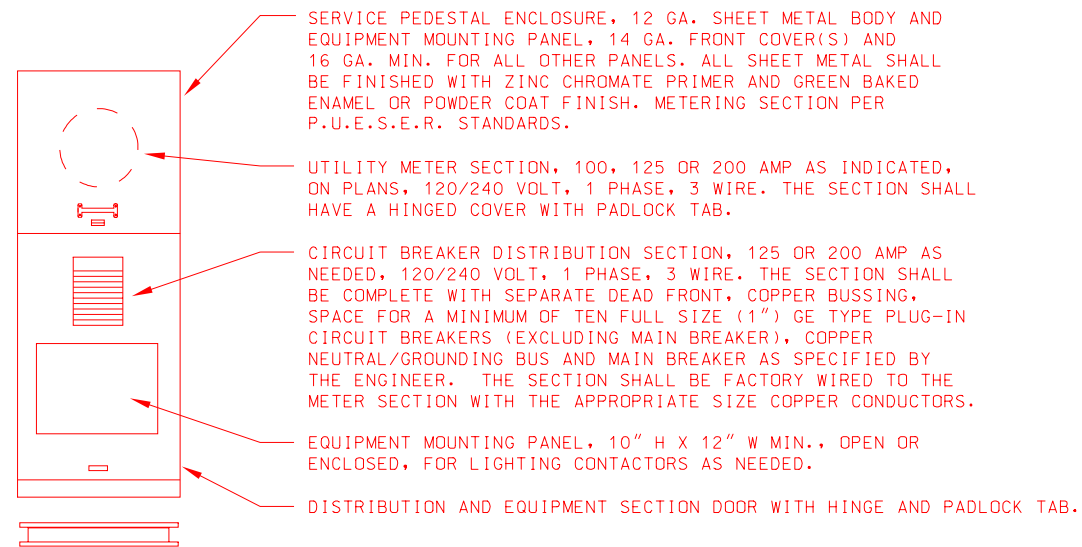 SERVICE PEDESTAL ENCLOSURE, 12 GA. SHEET METAL BODY AND
EQUIPMENT MOUNTING PANEL, 14 GA. FRONT COVER(S) AND
16 GA. MIN. FOR ALL OTHER PANELS. ALL SHEET METAL SHALL
BE FINISHED WITH ZINC CHROMATE PRIMER AND GREEN BAKED
ENAMEL OR POWDER COAT FINISH. METERING SECTION PER
P.U.E.S.E.R. STANDARDS.
UTILITY METER SECTION, 100, 125 OR 200 AMP AS INDICATED,
ON PLANS, 120/240 VOLT, 1 PHASE, 3 WIRE. THE SECTION SHALL
HAVE A HINGED COVER WITH PADLOCK TAB.
CIRCUIT BREAKER DISTRIBUTION SECTION, 125 OR 200 AMP AS
NEEDED, 120/240 VOLT, 1 PHASE, 3 WIRE. THE SECTION SHALL
BE COMPLETE WITH SEPARATE DEAD FRONT, COPPER BUSSING,
SPACE FOR A MINIMUM OF TEN FULL SIZE (1") GE TYPE PLUG-IN
CIRCUIT BREAKERS (EXCLUDING MAIN BREAKER), COPPER
NEUTRAL/GROUNDING BUS AND MAIN BREAKER AS SPECIFIED BY
THE ENGINEER. THE SECTION SHALL BE FACTORY WIRED TO THE
METER SECTION WITH THE APPROPRIATE SIZE COPPER CONDUCTORS.
EQUIPMENT MOUNTING PANEL, 10" H X 12" W MIN., OPEN OR
ENCLOSED, FOR LIGHTING CONTACTORS AS NEEDED.
DISTRIBUTION AND EQUIPMENT SECTION DOOR WITH HINGE AND PADLOCK TAB.